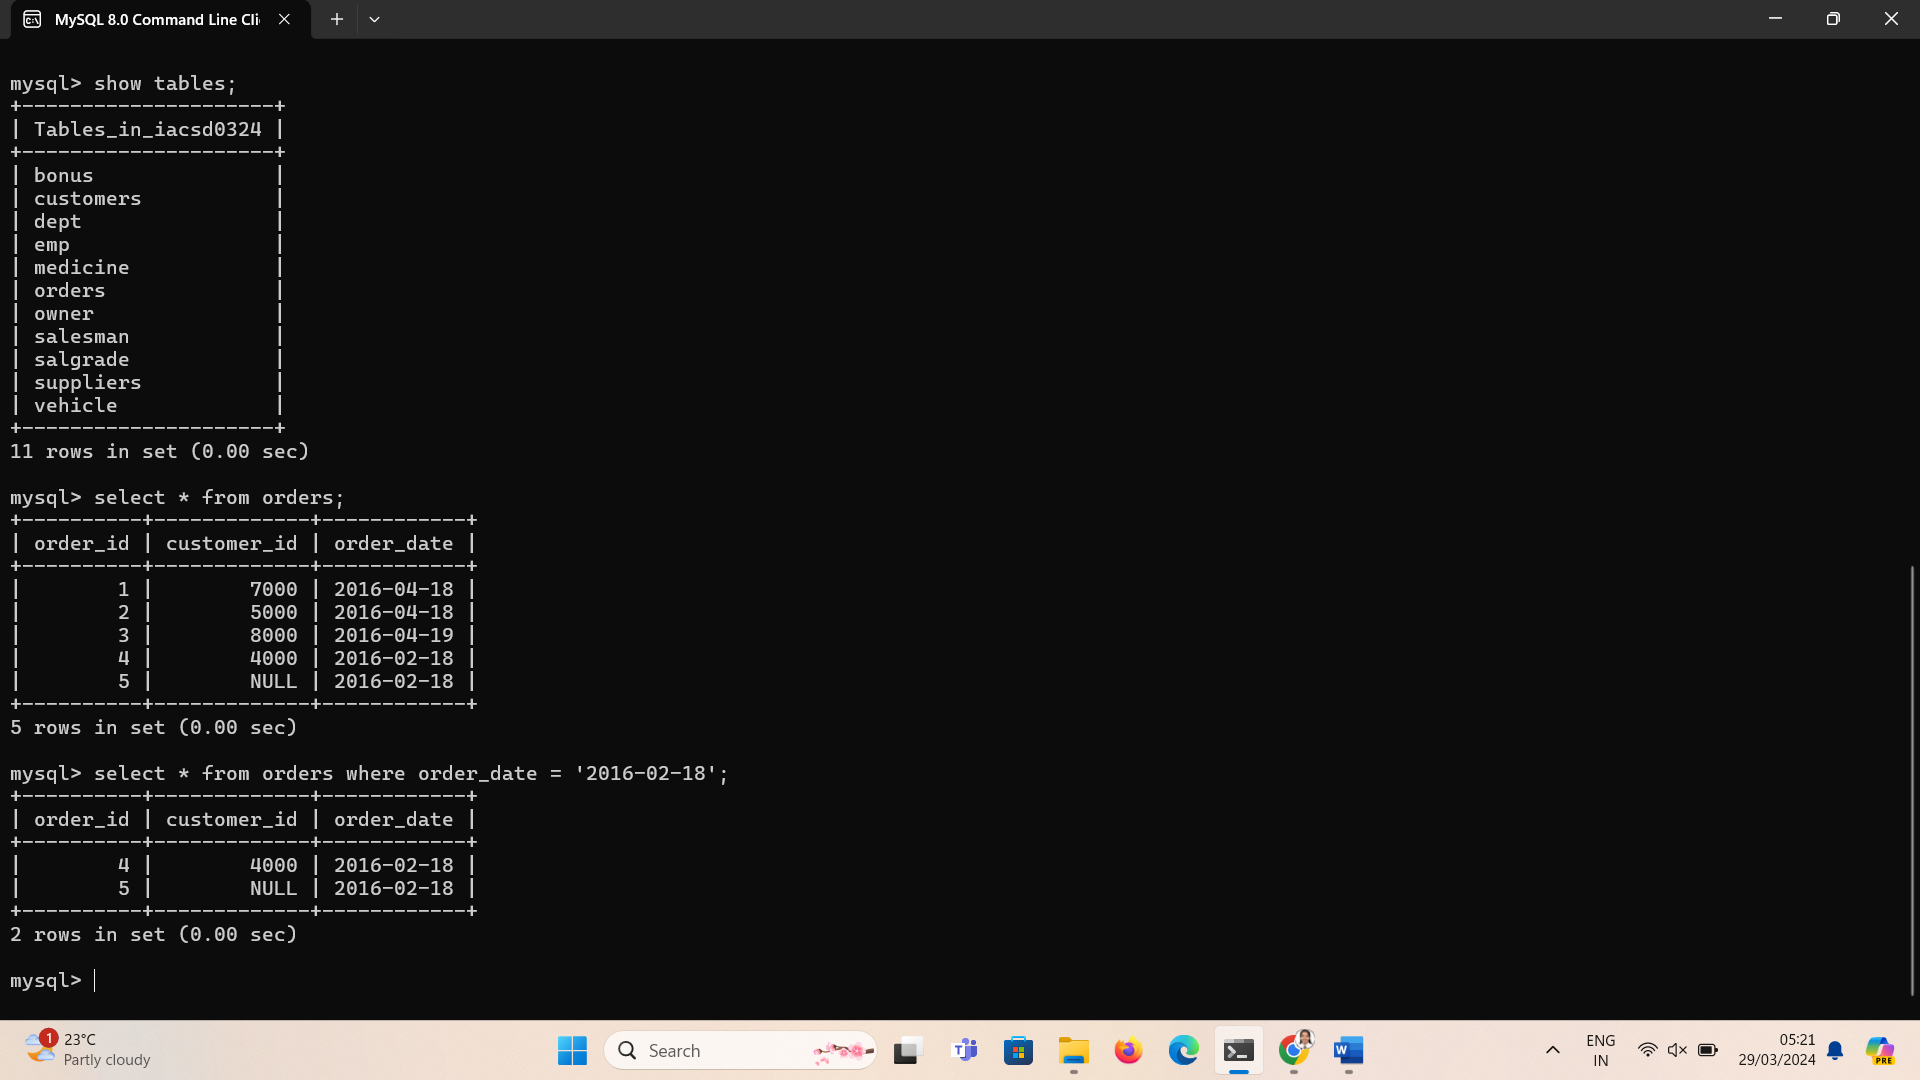 MySQL 8.0 Command Line Cli
mysql> show tables;
+---------------------+
| Tables_in_iacsd0324 |
+---------------------+
| bonus               |
| customers           |
| dept                |
| emp                 |
| medicine            |
| orders              |
| owner               |
| salesman            |
| salgrade            |
| suppliers           |
| vehicle             |
+---------------------+
11 rows in set (0.00 sec)
mysql> select * from orders;
+----------+-------------+------------+
| order_id | customer_id | order_date |
+----------+-------------+------------+
|        1 |        7000 | 2016-04-18 |
|        2 |        5000 | 2016-04-18 |
|        3 |        8000 | 2016-04-19 |
|        4 |        4000 | 2016-02-18 |
|        5 |        NULL | 2016-02-18 |
+----------+-------------+------------+
5 rows in set (0.00 sec)
mysql> select * from orders where order_date = '2016-02-18';
+----------+-------------+------------+
| order_id | customer_id | order_date |
+----------+-------------+------------+
|        4 |        4000 | 2016-02-18 |
|        5 |        NULL | 2016-02-18 |
+----------+-------------+------------+
2 rows in set (0.00 sec)
mysql>
1
23°C
Partly cloudy
Search
ENG
IN
05:21
29/03/2024
PRE